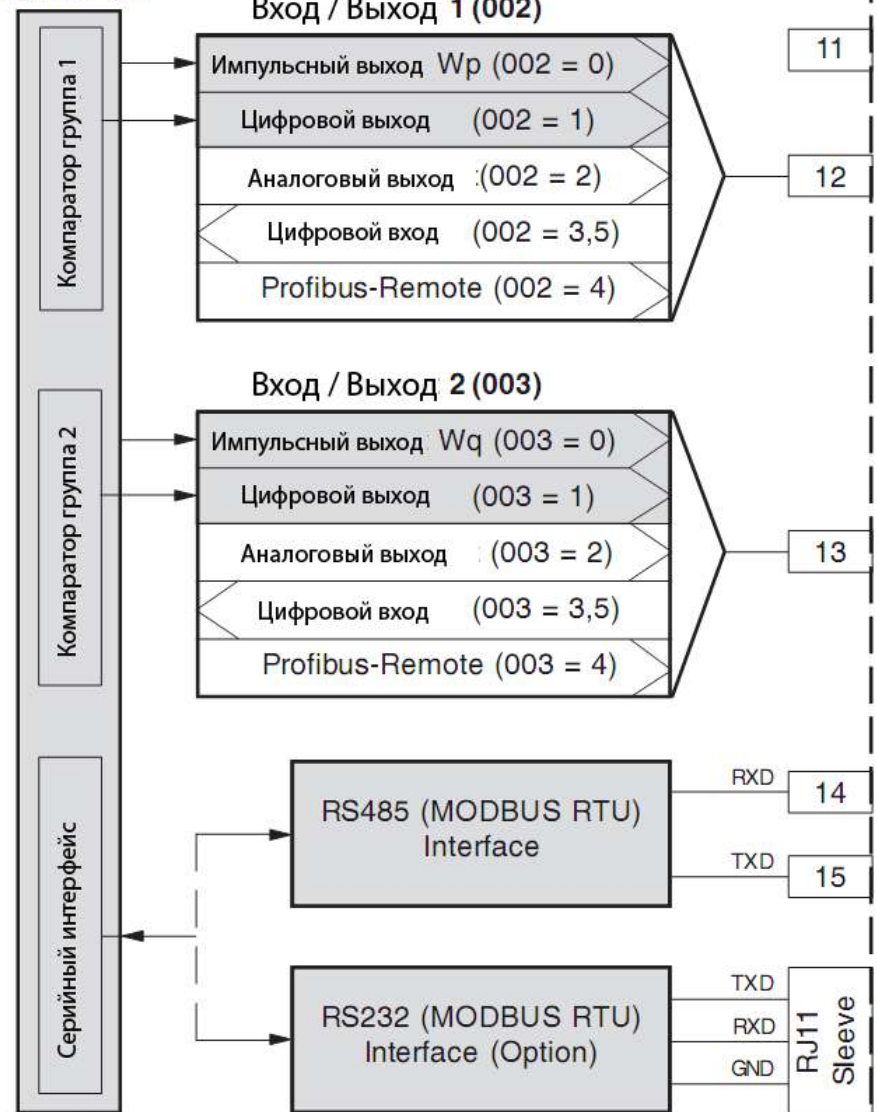 Вход / Выход 1 (002)
Компаратор группа 1
Импульсный выход Wp (002 = 0)
Цифровой выход (002 = 1)
Аналоговый выход :(002 = 2)
Цифровой вход (002 = 3,5)
Profibus-Remote (002 = 4)
11
12
Вход / Выход 2 (003)
Компаратор группа 2
Импульсный выход Wq (003 = 0)
Цифровой выход (003 = 1)
Аналоговый выход : (003 = 2)
Цифровой вход (003 = 3,5)
Profibus-Remote (003 = 4)
13
Серийный интерфейс
RS485 (MODBUS RTU)
Interface
RXD
14
TXD
15
RS232 (MODBUS RTU)
Interface (Option)
TXD
RXD
GND
RJ11
Sleeve